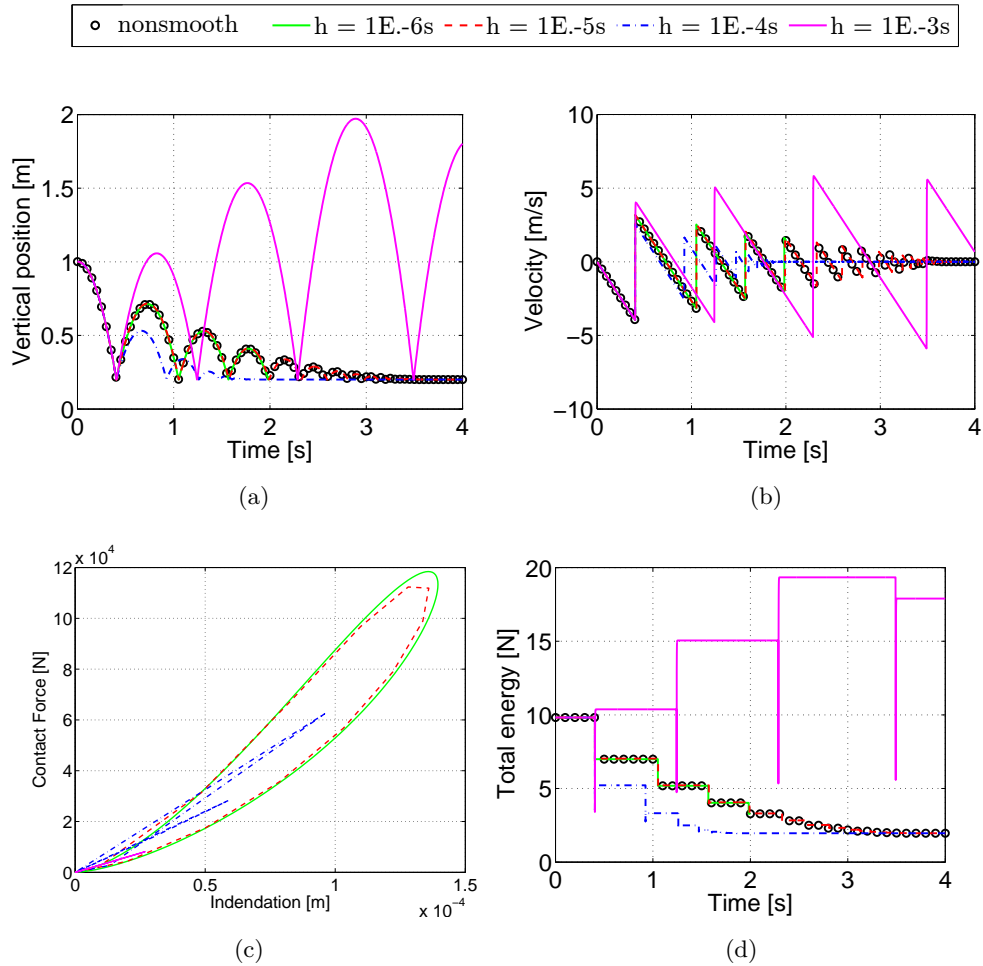 nonsmooth h = 1E.-6s h = 1E.-5s h = 1E.-4s h = 1E.-3s
2
1.5
1
0.5
0
0 1 2 3 4
Vertical position [m]
Time [s]
(a)
10
5
0
−5
−10
0 1 2 3 4
Velocity [m/s]
Time [s]
(b)
x 10⁴
12
10
8
6
4
2
0
0 0.5 1 1.5
x 10⁻⁴
Contact Force [N]
Indendation [m]
(c)
20
15
10
5
0
0 1 2 3 4
Total energy [N]
Time [s]
(d)